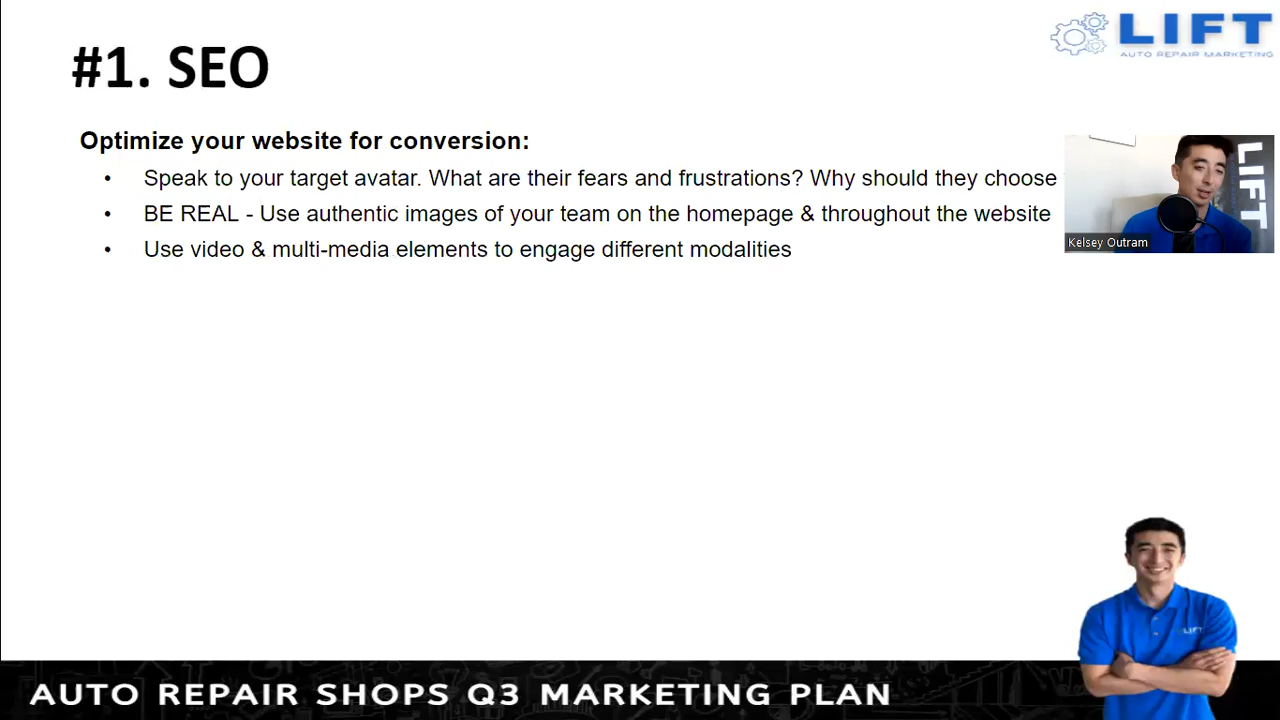 #1. SEO
LIFT
AUTO REPAIR MARKETING
Optimize your website for conversion:
• Speak to your target avatar. What are their fears and frustrations? Why should they choose
• BE REAL - Use authentic images of your team on the homepage & throughout the website
• Use video & multi-media elements to engage different modalities
LIFT
Kelsey Outram
LIFT
AUTO REPAIR SHOPS Q3 MARKETING PLAN